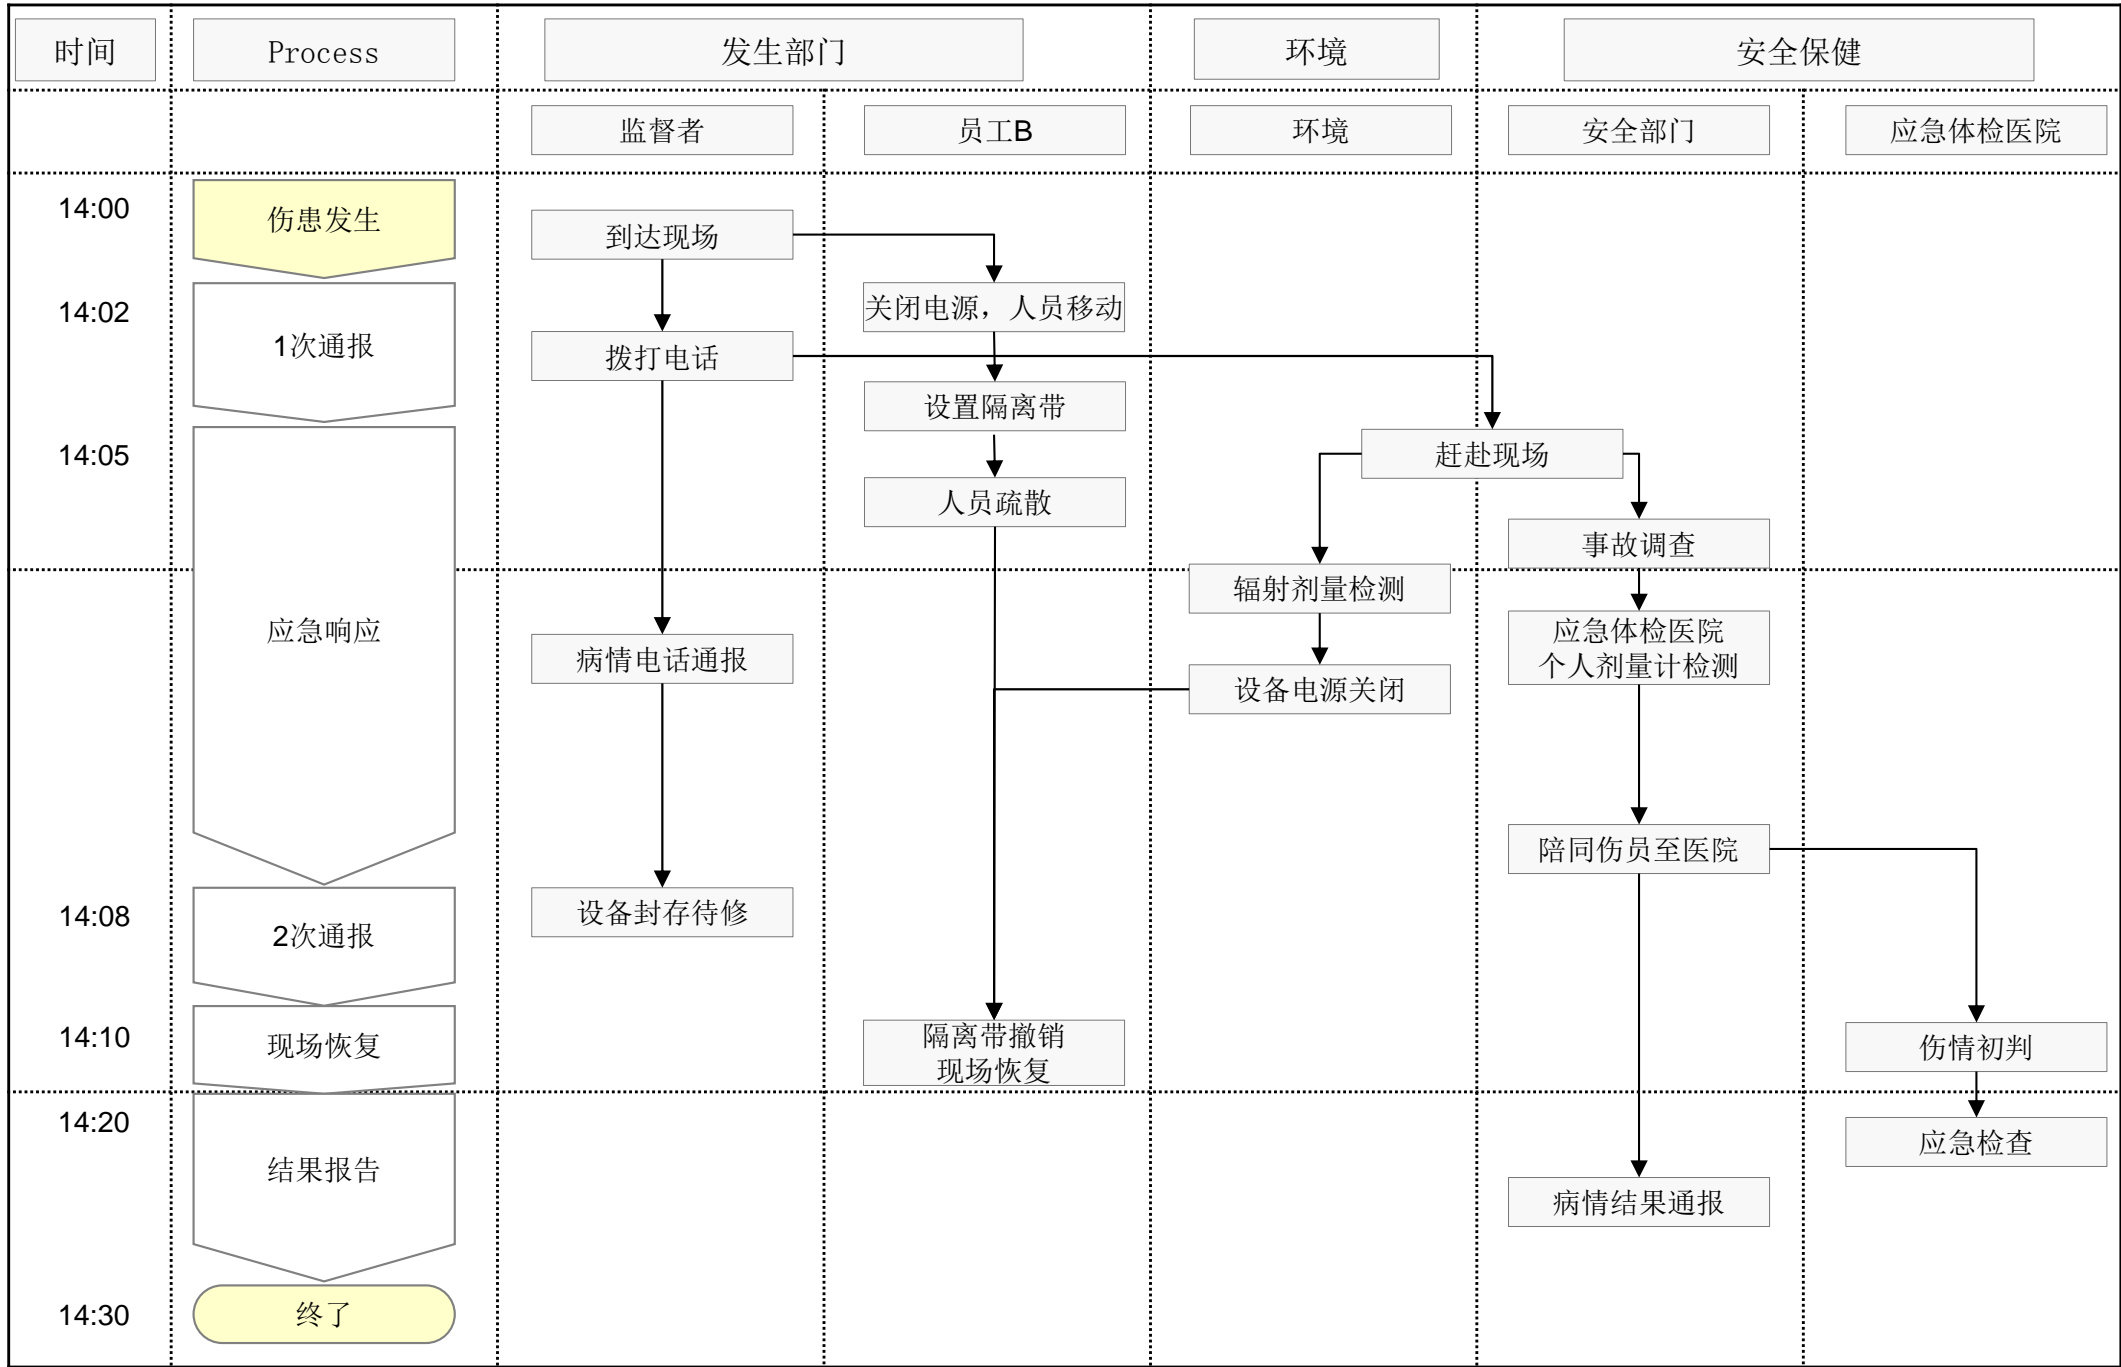 时间
Process
发生部门
环境
安全保健
监督者
员工B
环境
安全部门
应急体检医院
14:00
伤患发生
到达现场
14:02
关闭电源，人员移动
1次通报
拨打电话
设置隔离带
14:05
赶赴现场
人员疏散
事故调查
辐射剂量检测
应急响应
应急体检医院
个人剂量计检测
病情电话通报
设备电源关闭
陪同伤员至医院
14:08
设备封存待修
2次通报
14:10
现场恢复
隔离带撤销
现场恢复
伤情初判
14:20
应急检查
结果报告
病情结果通报
14:30
终了